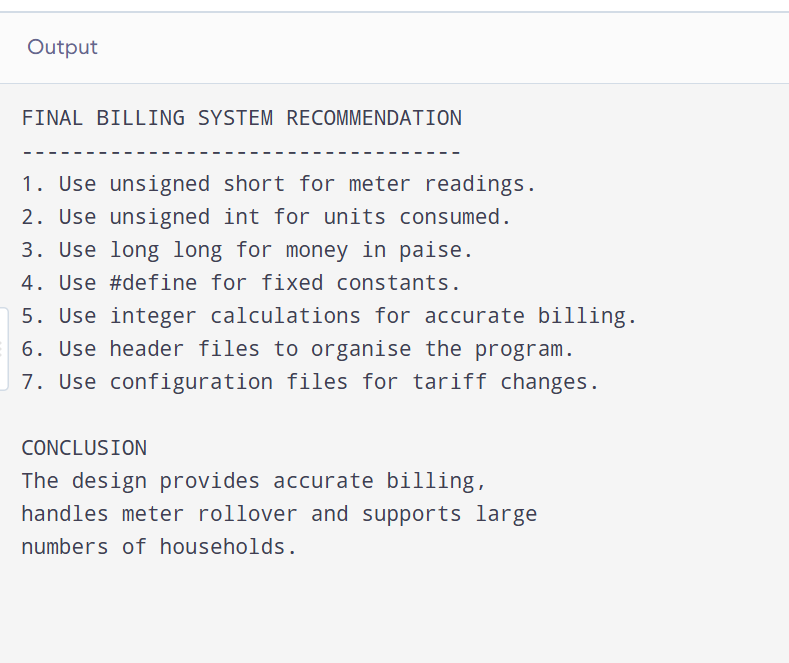 Output
FINAL BILLING SYSTEM RECOMMENDATION
-----------------------------------
1. Use unsigned short for meter readings.
2. Use unsigned int for units consumed.
3. Use long long for money in paise.
4. Use #define for fixed constants.
5. Use integer calculations for accurate billing.
6. Use header files to organise the program.
7. Use configuration files for tariff changes.
CONCLUSION
The design provides accurate billing,
handles meter rollover and supports large
numbers of households.